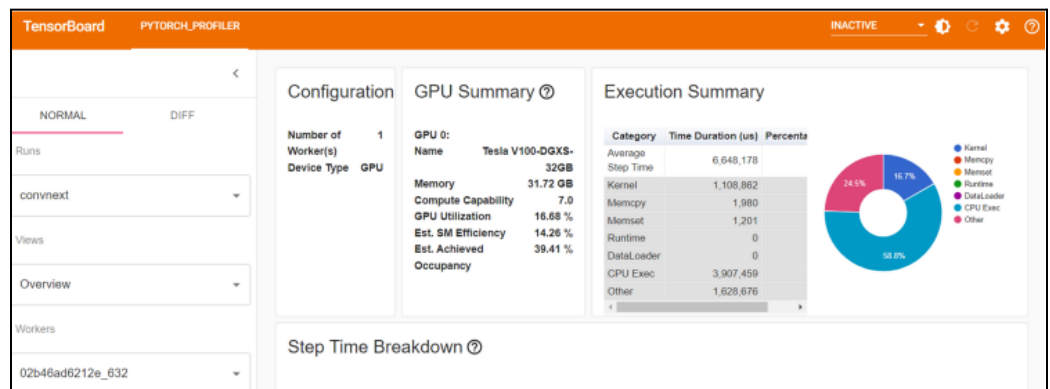 TensorBoard PYTORCH_PROFILER INACTIVE
NORMAL DIFF
Runs
convnext
Views
Overview
Workers
02b46ad6212e_632
Configuration
Number of 1
Worker(s)
Device Type GPU
GPU Summary
GPU 0:
Name Tesla V100-DGXS-
32GB
Memory 31.72 GB
Compute Capability 7.0
GPU Utilization 16.68 %
Est. SM Efficiency 14.26 %
Est. Achieved 39.41 %
Occupancy
Execution Summary
Category Time Duration (us) Percenta
Average
Step Time 6,648,178
Kernel 1,108,862
Memcpy 1,980
Memset 1,201
Runtime 0
DataLoader 0
CPU Exec 3,907,459
Other 1,628,676
24.5% 16.7%
58.8%
Kernel
Memcpy
Memset
Runtime
DataLoader
CPU Exec
Other
Step Time Breakdown